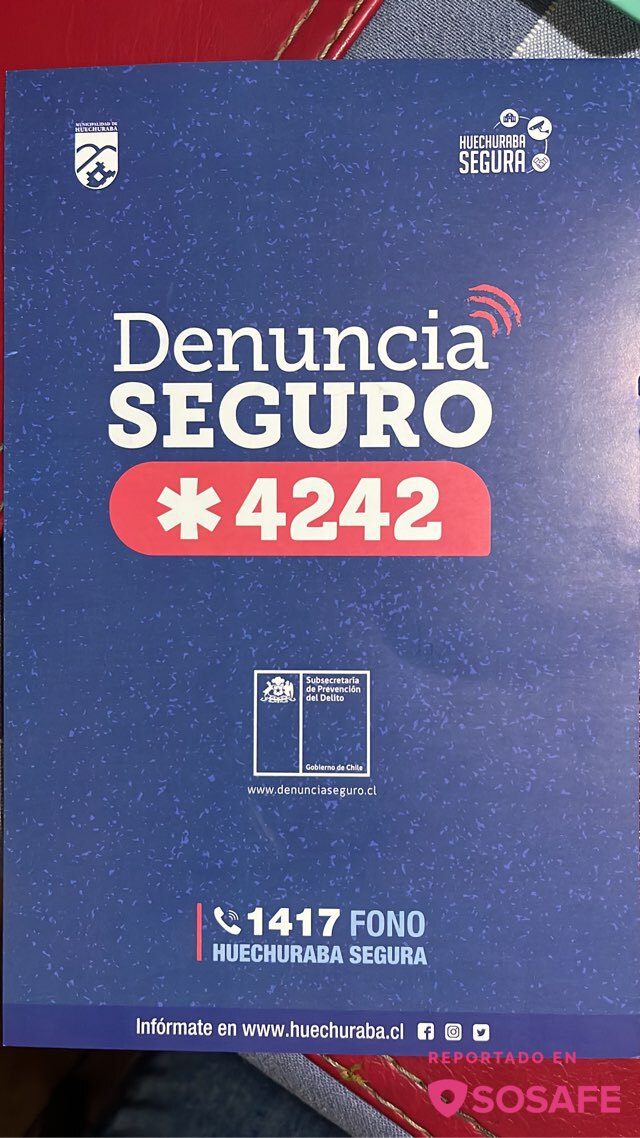 MUNICIPALIDAD DE
HUECHURABA
HUECHURABA
SEGURA
Denuncia
SEGURO
*4242
Subsecretaría
de Prevención
del Delito
Gobierno de Chile
www.denunciaseguro.cl
1417 FONO
HUECHURABA SEGURA
Infórmate en www.huechuraba.cl
REPORTADO EN
SOSAFE